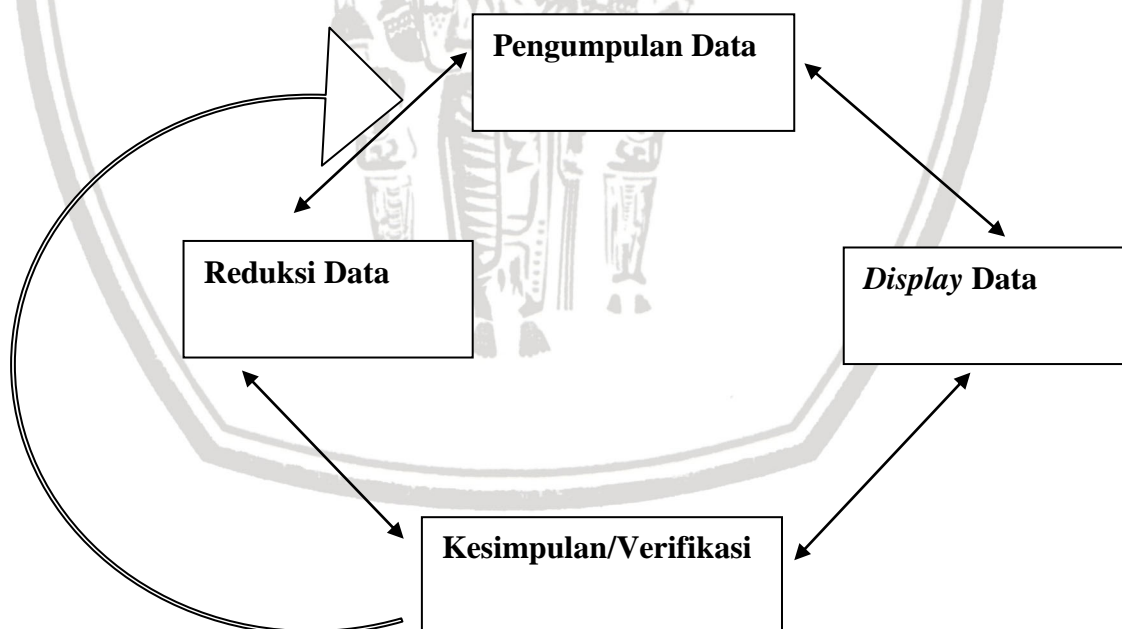 Pengumpulan Data
Reduksi Data
Display Data
Kesimpulan/Verifikasi